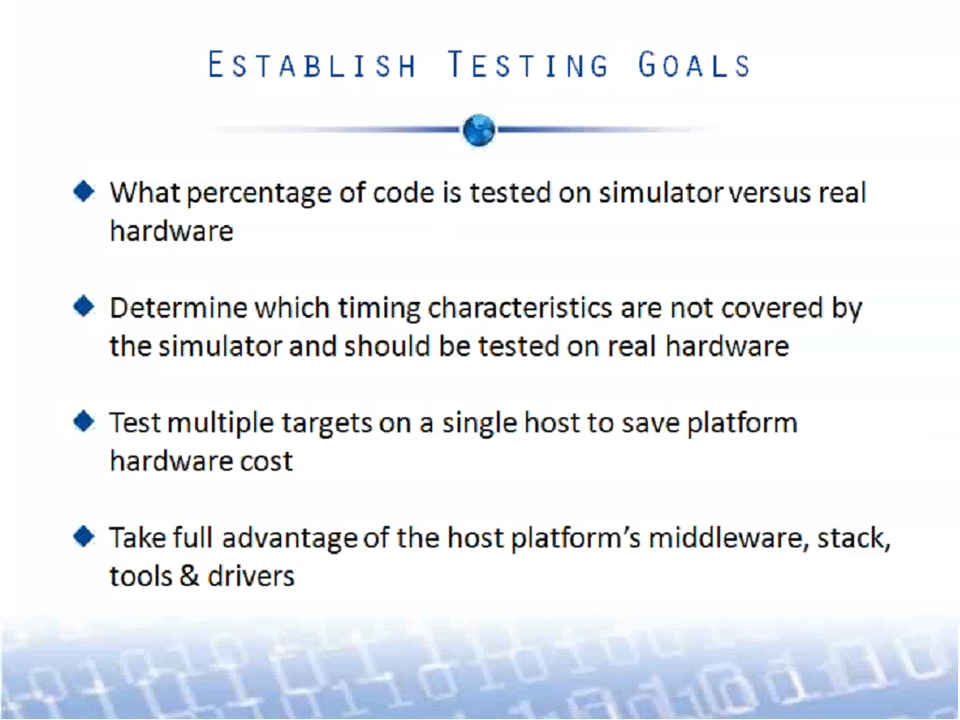 Establish Testing Goals
What percentage of code is tested on simulator versus real
hardware
Determine which timing characteristics are not covered by
the simulator and should be tested on real hardware
Test multiple targets on a single host to save platform
hardware cost
Take full advantage of the host platform's middleware, stack,
tools & drivers